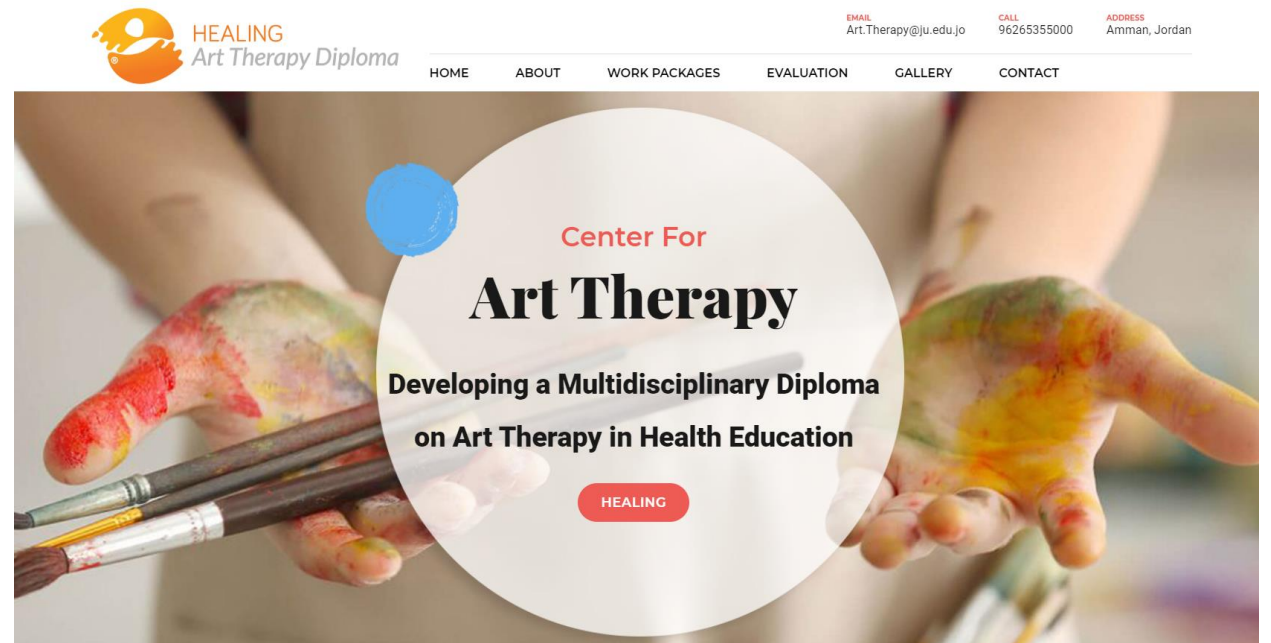 HEALING
Art Therapy Diploma
®
EMAIL
Art.Therapy@ju.edu.jo
CALL
96265355000
ADDRESS
Amman, Jordan
HOME ABOUT WORK PACKAGES EVALUATION GALLERY CONTACT
Center For
Art Therapy
Developing a Multidisciplinary Diploma
on Art Therapy in Health Education
HEALING